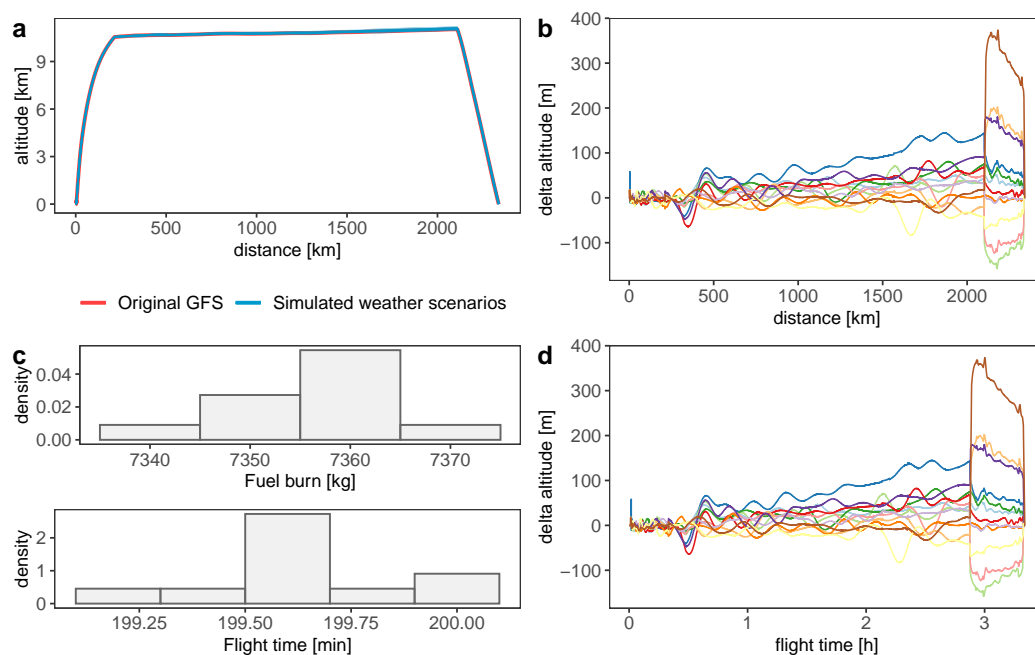 a
altitude [km]
9
6
3
0
0 500 1000 1500 2000
distance [km]
Original GFS Simulated weather scenarios
b
delta altitude [m]
400
300
200
100
0
−100
0 500 1000 1500 2000
distance [km]
c
density
0.04
0.02
0.00
7340 7350 7360 7370
Fuel burn [kg]
density
2
1
0
199.25 199.50 199.75 200.00
Flight time [min]
d
delta altitude [m]
400
300
200
100
0
−100
0 1 2 3
flight time [h]